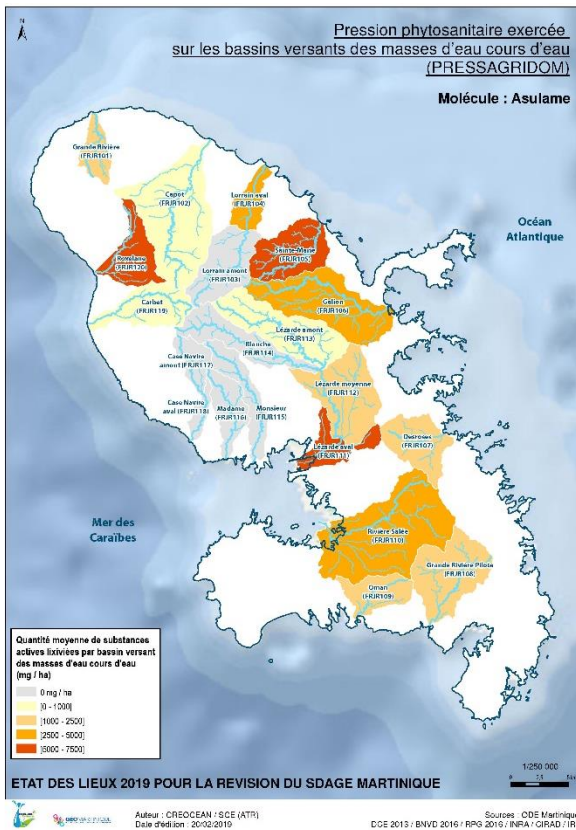 N
Pression phytosanitaire exercée
sur les bassins versants des masses d'eau cours d'eau
(PRESSAGRIDOM)
Molécule : Asulame
Grande Rivière
(FRJR101)
Capot
(FRJR102)
Lorrain aval
(FRJR104)
Océan
Atlantique
Roxelane
(FRJR120)
Lorrain amont
(FRJR103)
Sainte-Marie
(FRJR105)
Carbet
(FRJR119)
Galion
(FRJR106)
Lézarde amont
(FRJR113)
Blanche
(FRJR114)
Case Navire
amont (FRJR117)
Lézarde moyenne
(FRJR112)
Case Navire
aval (FRJR118)
Madame
(FRJR116)
Monsieur
(FRJR115)
Lézarde aval
(FRJR111)
Desroses
(FRJR107)
Mer des
Caraïbes
Rivière Salée
(FRJR110)
Grande Rivière Pilote
(FRJR108)
Oman
(FRJR109)
Quantité moyenne de substances
actives lixiviées par bassin versant
des masses d'eau cours d'eau
(mg / ha)
0 mg / ha
]0 - 1000]
]1000 - 2500]
]2500 - 5000]
]5000 - 7500]
1/250 000
ETAT DES LIEUX 2019 POUR LA REVISION DU SDAGE MARTINIQUE
Auteur : CREOCEAN / SCE (ATR)
Date d'édition : 20/02/2019
Sources : ODE Martinique
DCE 2013 / BNVD 2016 / RPG 2016 / INRA / CIRAD / IR